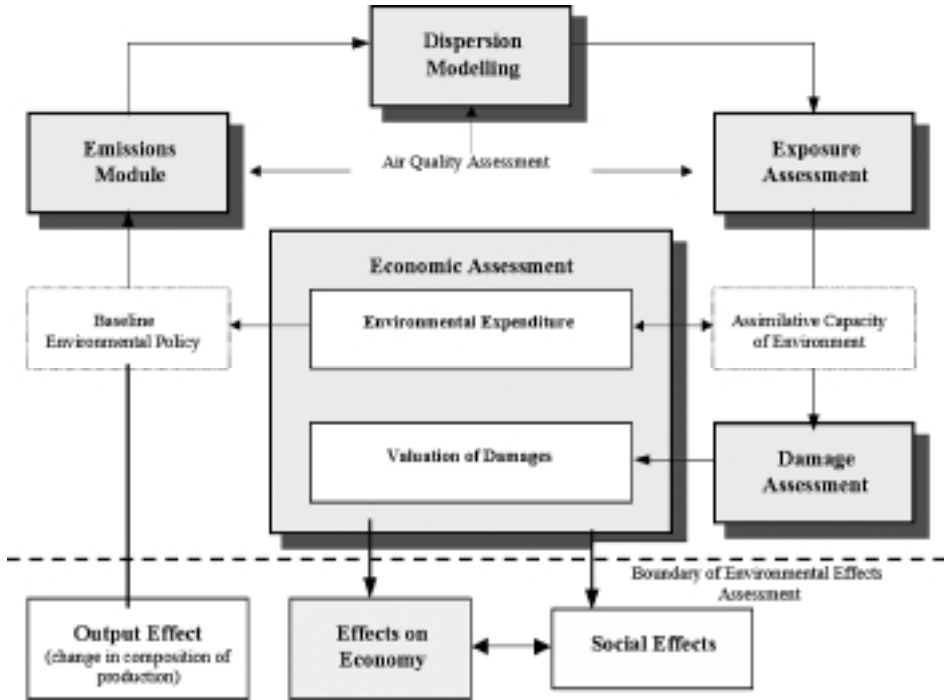 Dispersion
Modelling
Emissions
Module
Air Quality Assessment
Exposure
Assessment
Economic Assessment
Baseline
Environmental Policy
Environmental Expenditure
Assimilative Capacity
of Environment
Valuation of Damages
Damage
Assessment
Boundary of Environmental Effects
Assessment
Output Effect
(change in composition of
production)
Effects on
Economy
Social Effects